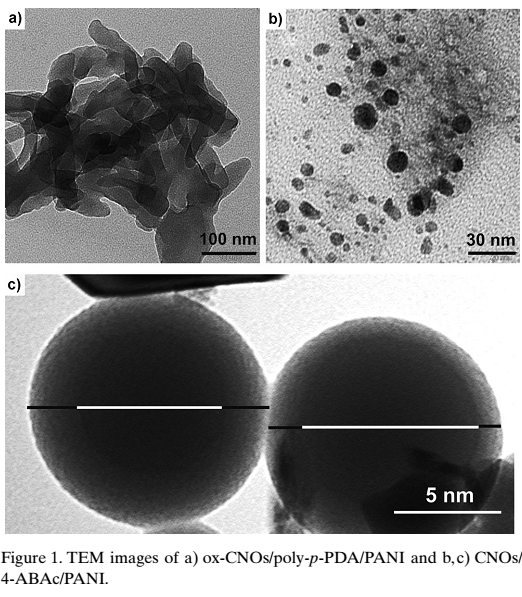 a)
b)
100 nm
30 nm
c)
5 nm
Figure 1. TEM images of a) ox-CNOs/poly-p-PDA/PANI and b,c) CNOs/
4-ABAc/PANI.